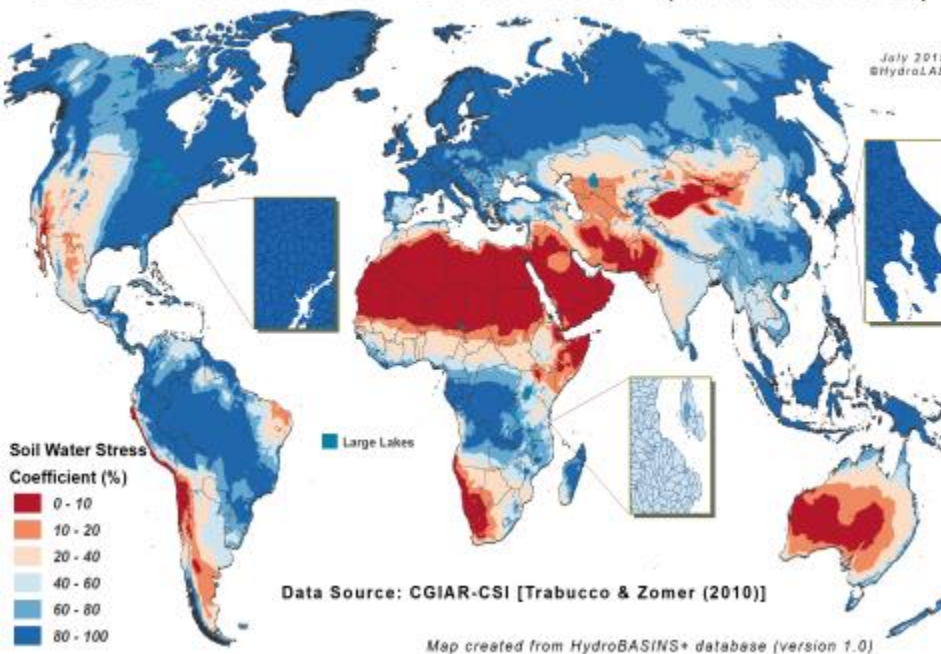 July 201
©HydroLA
Large Lakes
Soil Water Stress
Coefficient (%)
0 - 10
10 - 20
20 - 40
40 - 60
60 - 80
80 - 100
Data Source: CGIAR-CSI [Trabucco & Zomer (2010)]
Map created from HydroBASINS+ database (version 1.0)